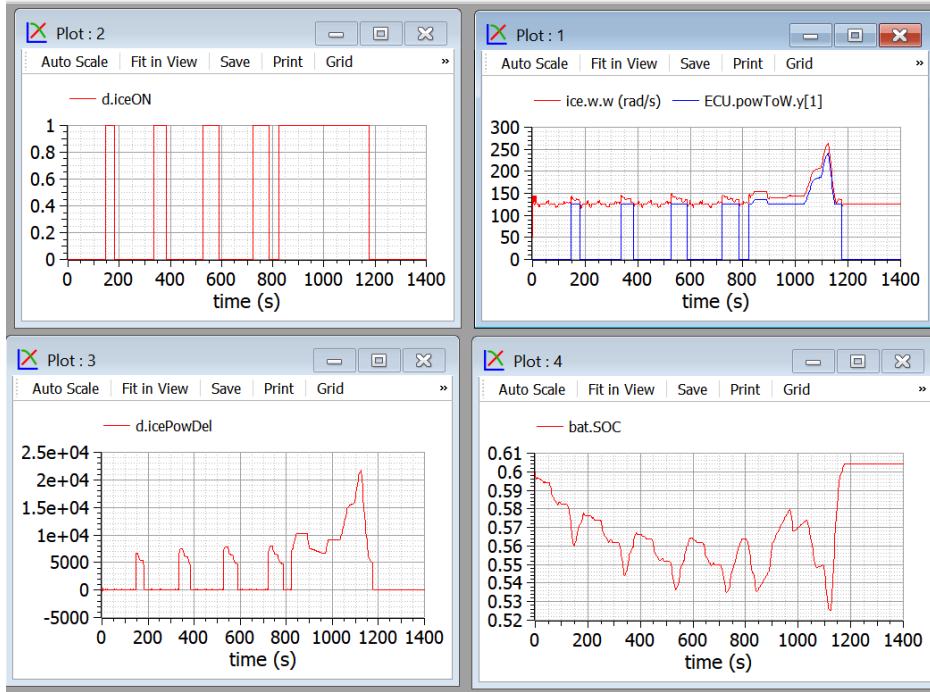 Plot : 2
Auto Scale Fit in View Save Print Grid »
d.iceON
1
0.8
0.6
0.4
0.2
0
0 200 400 600 800 1000 1200 1400
time (s)
Plot : 1
Auto Scale Fit in View Save Print Grid »
ice.w.w (rad/s) ECU.powToW.y[1]
300
250
200
150
100
50
0
0 200 400 600 800 1000 1200 1400
time (s)
Plot : 3
Auto Scale Fit in View Save Print Grid »
d.icePowDel
2.5e+04
2e+04
1.5e+04
1e+04
5000
0
-5000
0 200 400 600 800 1000 1200 1400
time (s)
Plot : 4
Auto Scale Fit in View Save Print Grid »
bat.SOC
0.61
0.6
0.59
0.58
0.57
0.56
0.55
0.54
0.53
0.52
0 200 400 600 800 1000 1200 1400
time (s)